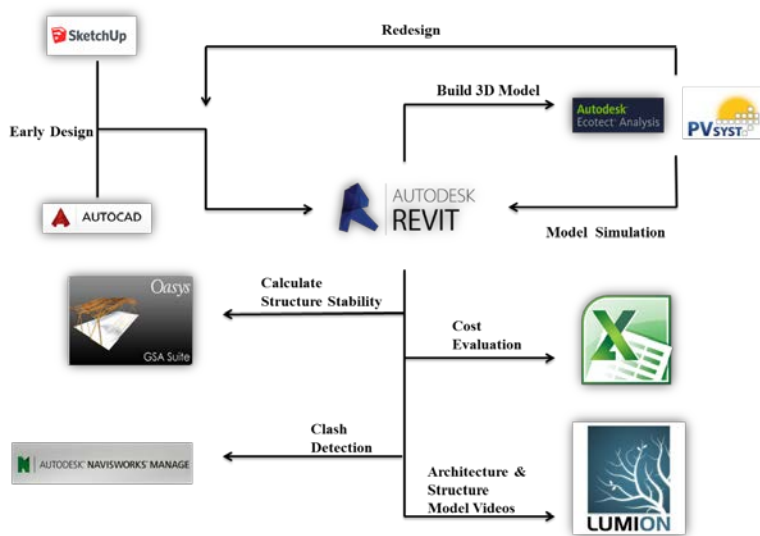 SketchUp
Redesign
Build 3D Model
Autodesk
Ecotect Analysis
PVSYST
Early Design
AUTOCAD
AUTODESK
REVIT
Model Simulation
Calculate
Structure Stability
Oasys
GSA Suite
Cost
Evaluation
Clash
Detection
AUTODESK NAVISWORKS MANAGE
Architecture &
Structure
Model Videos
LUMION